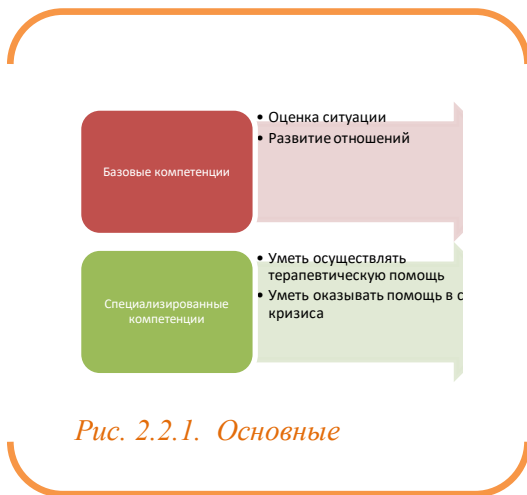 Базовые компетенции
• Оценка ситуации
• Развитие отношений
Специализированные
компетенции
• Уметь осуществлять
терапевтическую помощь
• Уметь оказывать помощь в с
кризиса
Рис. 2.2.1. Основные